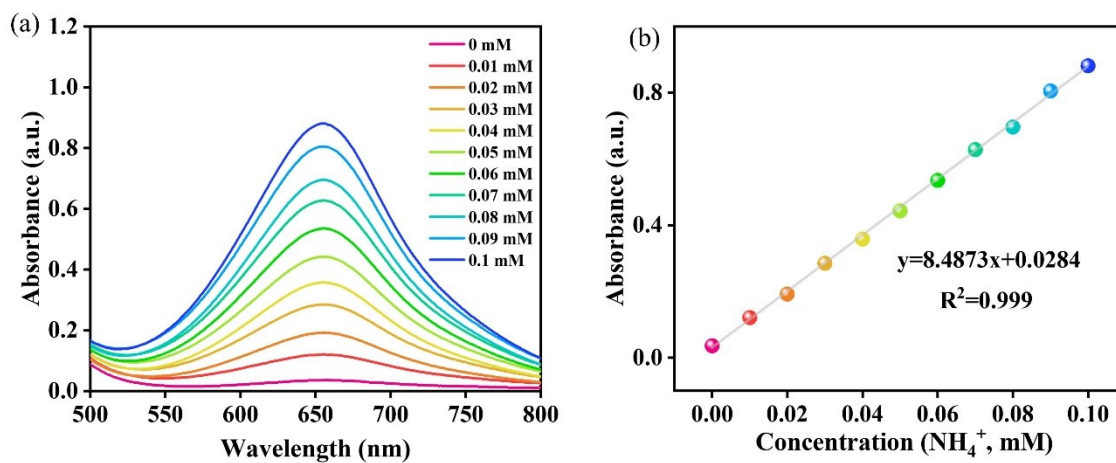 (a)
1.2
1.0
0.8
0.6
0.4
0.2
0.0
Absorbance (a.u.)
500 550 600 650 700 750 800
Wavelength (nm)
0 mM
0.01 mM
0.02 mM
0.03 mM
0.04 mM
0.05 mM
0.06 mM
0.07 mM
0.08 mM
0.09 mM
0.1 mM
(b)
0.8
0.4
0.0
Absorbance (a.u.)
y=8.4873x+0.0284
R²=0.999
0.00 0.02 0.04 0.06 0.08 0.10
Concentration (NH₄⁺, mM)